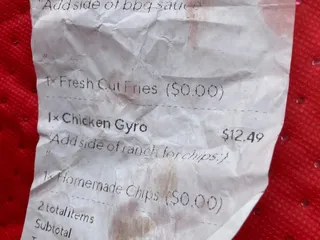 Add side of bbq sauce
1x Fresh Cut Fries ($0.00)
1x Chicken Gyro $12.49
Add side of ranch for chips :)
1x Homemade Chips ($0.00)
2 total items
Subtotal